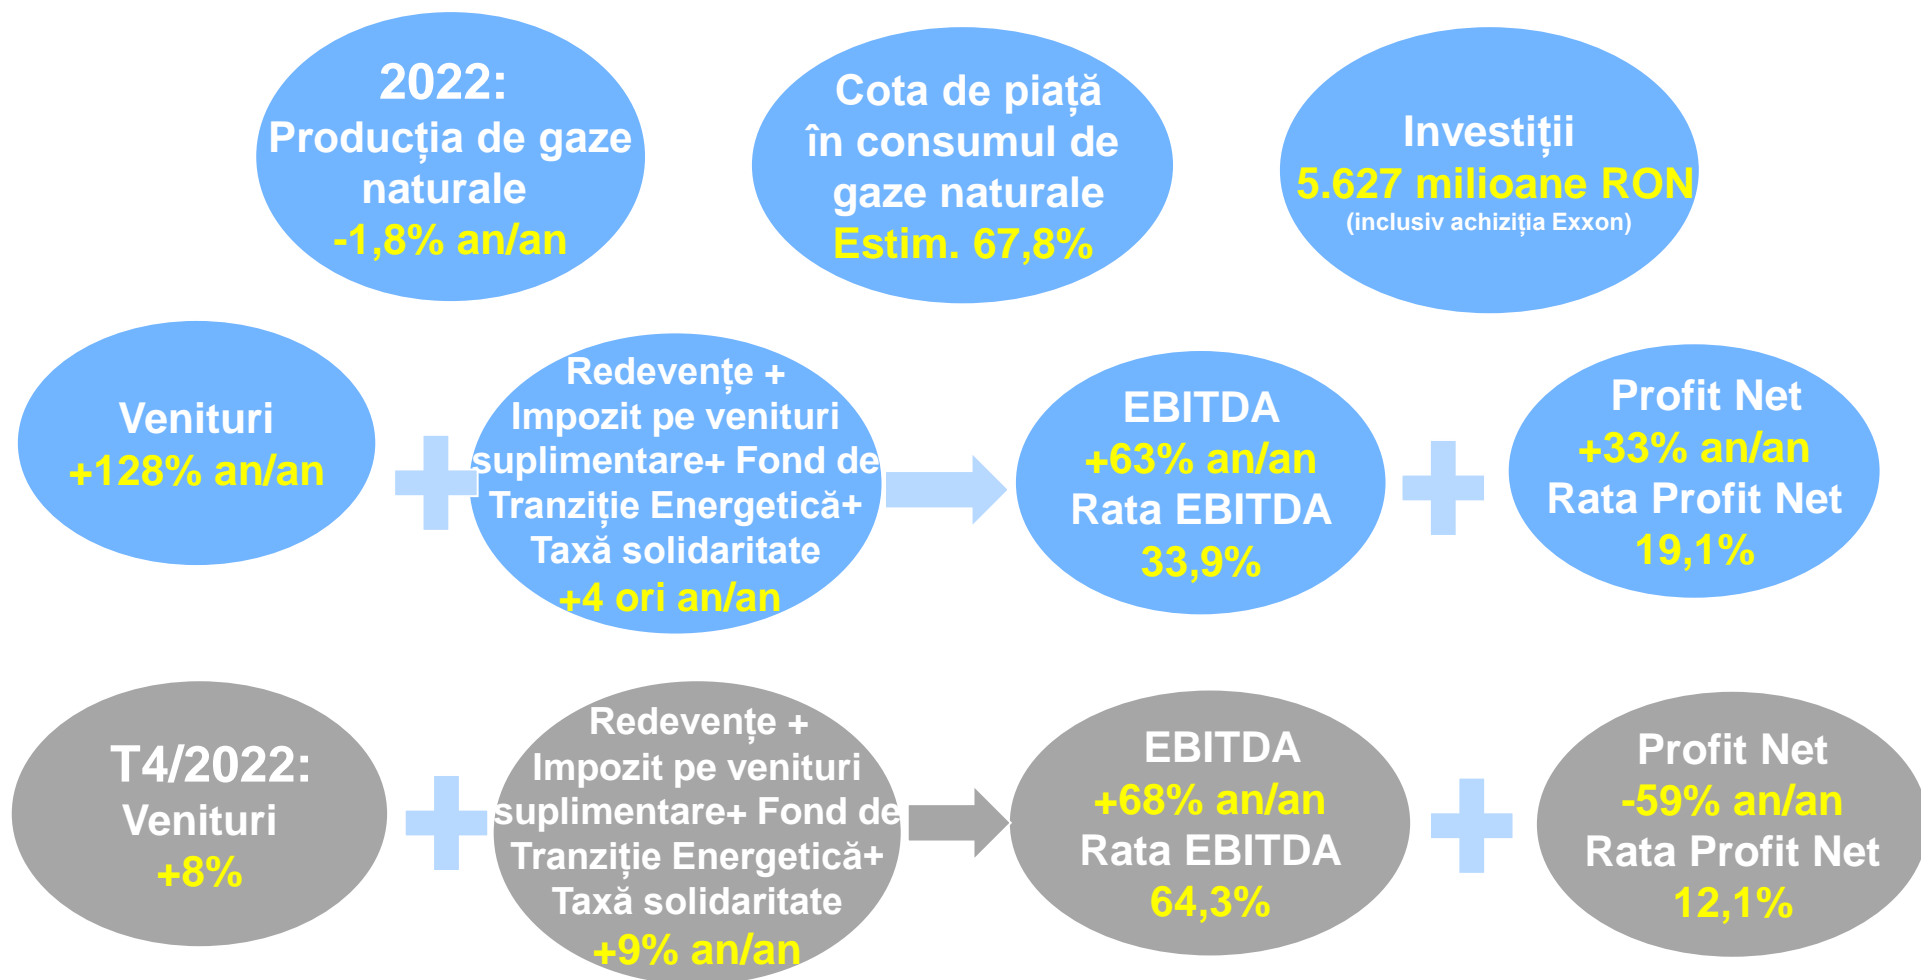 2022:
Producția de gaze
naturale
-1,8% an/an
Cota de piață
în consumul de
gaze naturale
Estim. 67,8%
Investiții
5.627 milioane RON
(inclusiv achiziția Exxon)
Venituri
+128% an/an
Redevențe +
Impozit pe venituri
suplimentare+ Fond de
Tranziție Energetică+
Taxă solidaritate
+4 ori an/an
EBITDA
+63% an/an
Rata EBITDA
33,9%
Profit Net
+33% an/an
Rata Profit Net
19,1%
T4/2022:
Venituri
+8%
Redevențe +
Impozit pe venituri
suplimentare+ Fond de
Tranziție Energetică+
Taxă solidaritate
+9% an/an
EBITDA
+68% an/an
Rata EBITDA
64,3%
Profit Net
-59% an/an
Rata Profit Net
12,1%